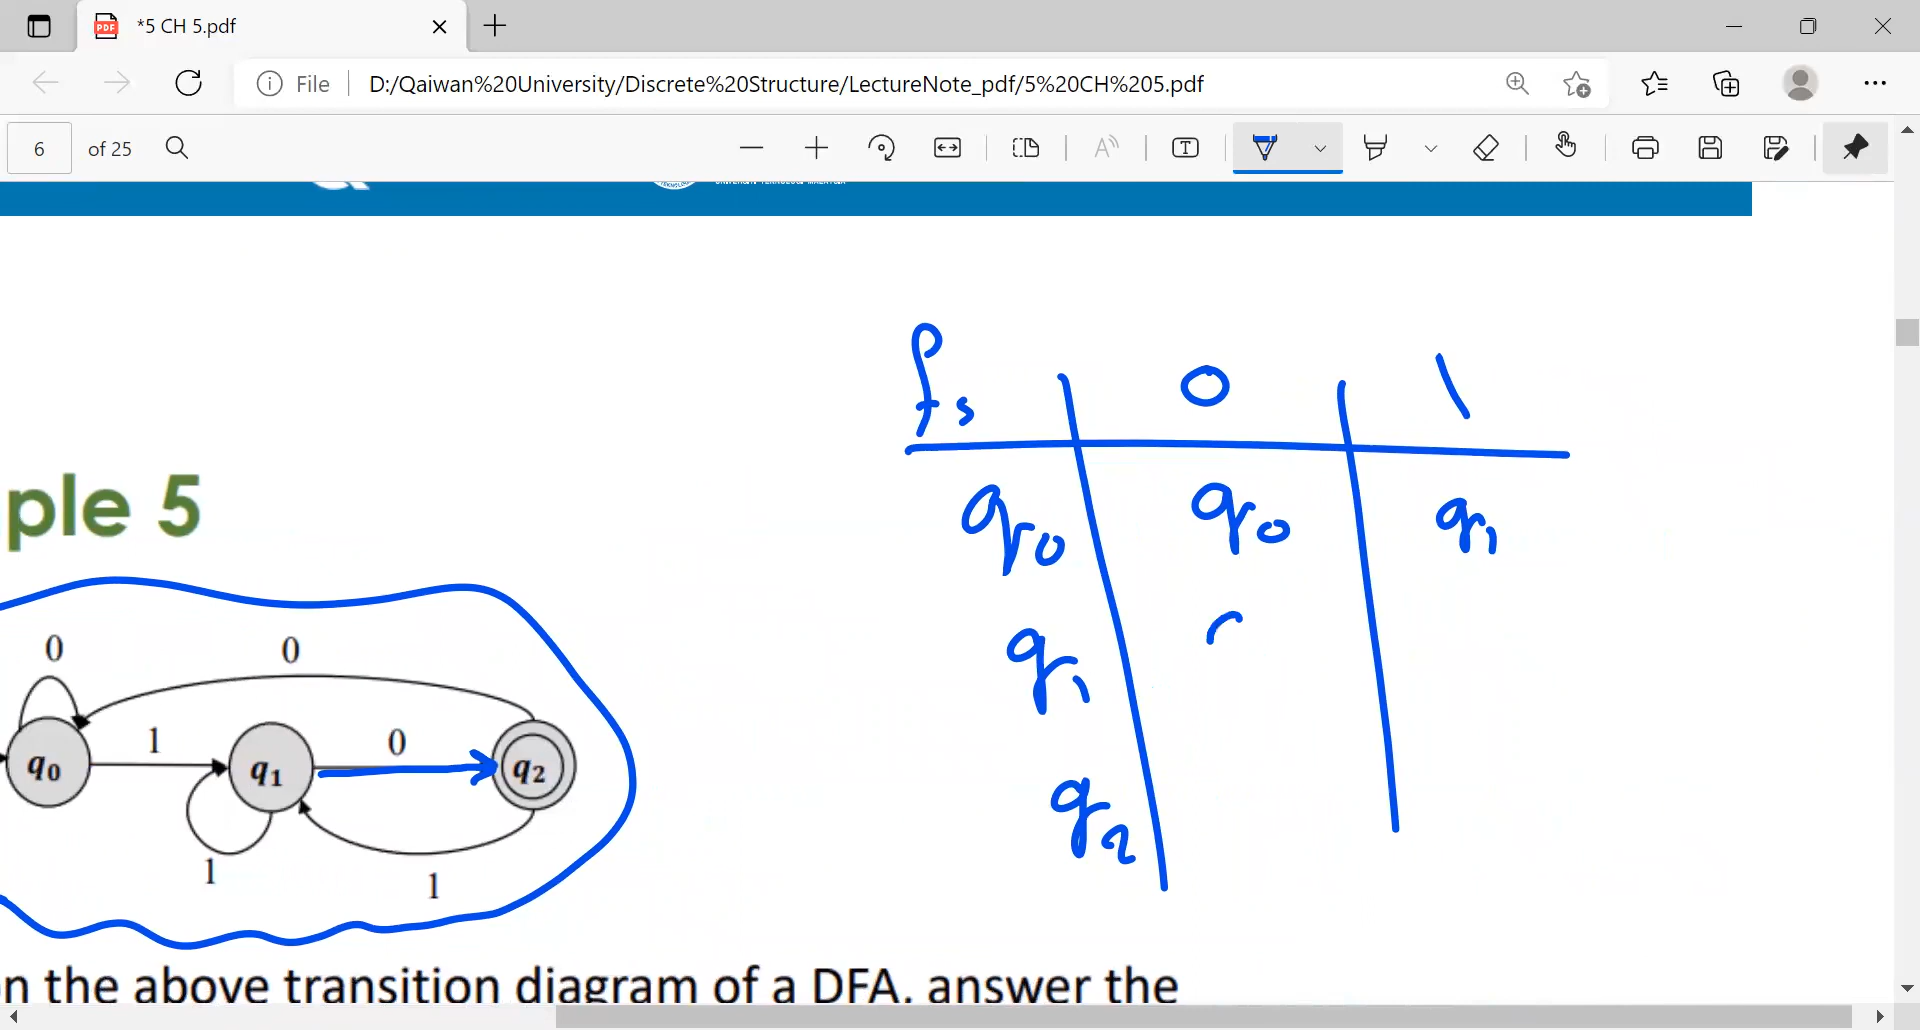 *5 CH 5.pdf
File D:/Qaiwan%20University/Discrete%20Structure/LectureNote_pdf/5%20CH%205.pdf
6 of 25
fs 0 1
q0 q0 q1
q1
q2
ple 5
0 0
1 0
q0 q1 q2
1 1
n the above transition diagram of a DFA, answer the